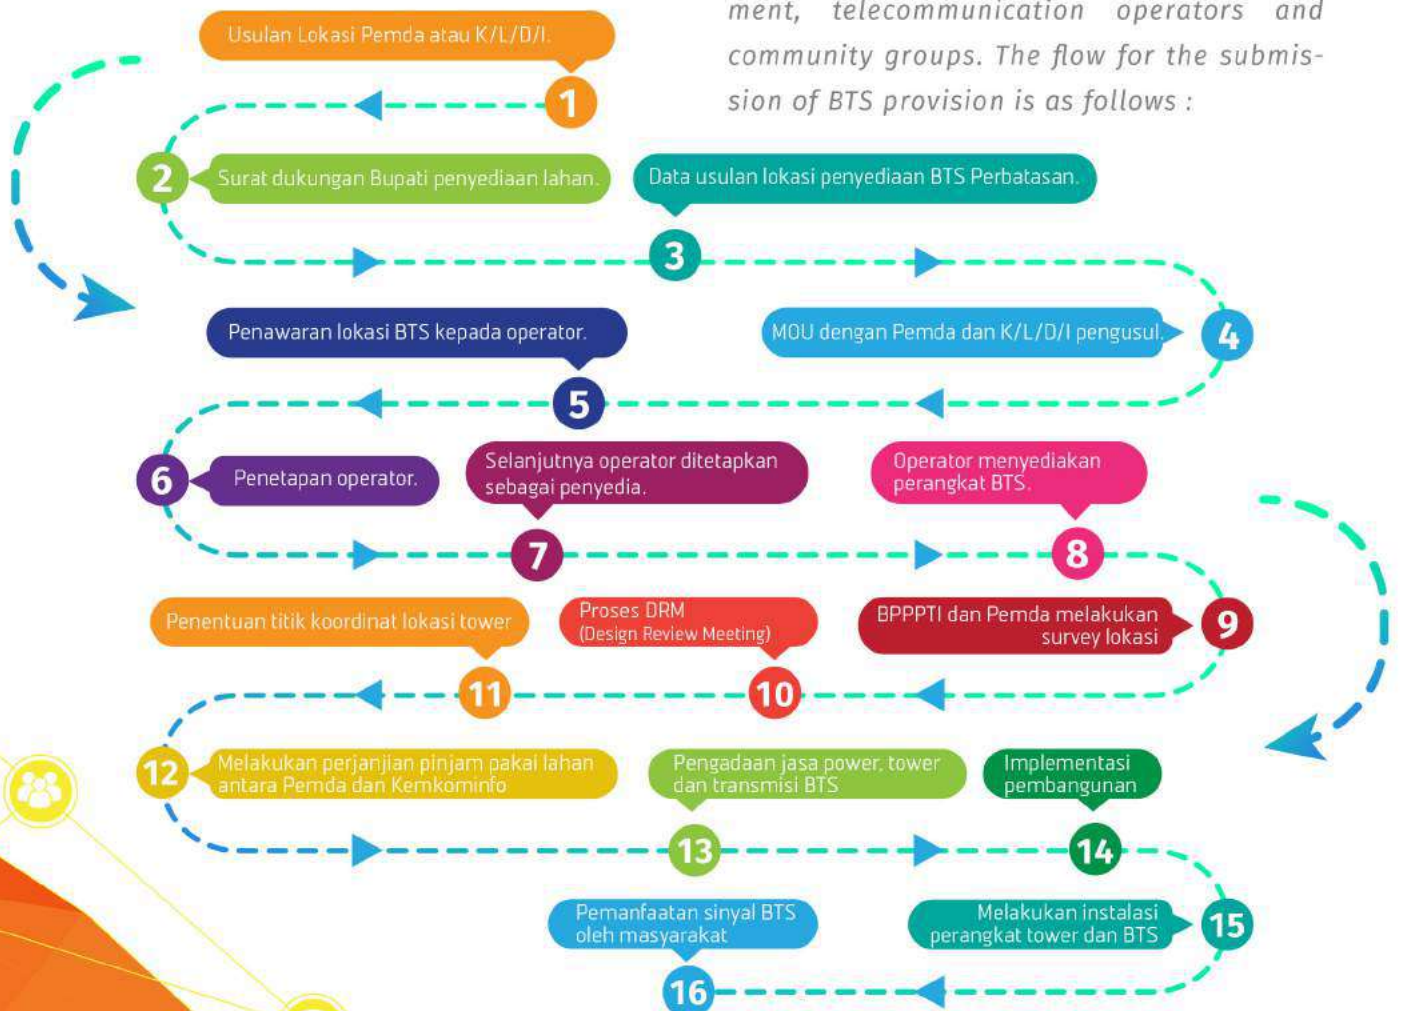 ment, telecommunication operators and
community groups. The flow for the submis-
sion of BTS provision is as follows :
Usulan Lokasi Pemda atau K/L/D/I.
1
2
Surat dukungan Bupati penyediaan lahan.
Data usulan lokasi penyediaan BTS Perbatasan.
3
MOU dengan Pemda dan K/L/D/I pengusul.
4
Penawaran lokasi BTS kepada operator.
5
6
Penetapan operator.
Selanjutnya operator ditetapkan
sebagai penyedia.
7
Operator menyediakan
perangkat BTS.
8
BPPPTI dan Pemda melakukan
survey lokasi
9
Proses DRM
(Design Review Meeting)
10
Penentuan titik koordinat lokasi tower
11
12
Melakukan perjanjian pinjam pakai lahan
antara Pemda dan Kemkominfo
Pengadaan jasa power, tower
dan transmisi BTS
13
Implementasi
pembangunan
14
Melakukan instalasi
perangkat tower dan BTS
15
Pemanfaatan sinyal BTS
oleh masyarakat
16